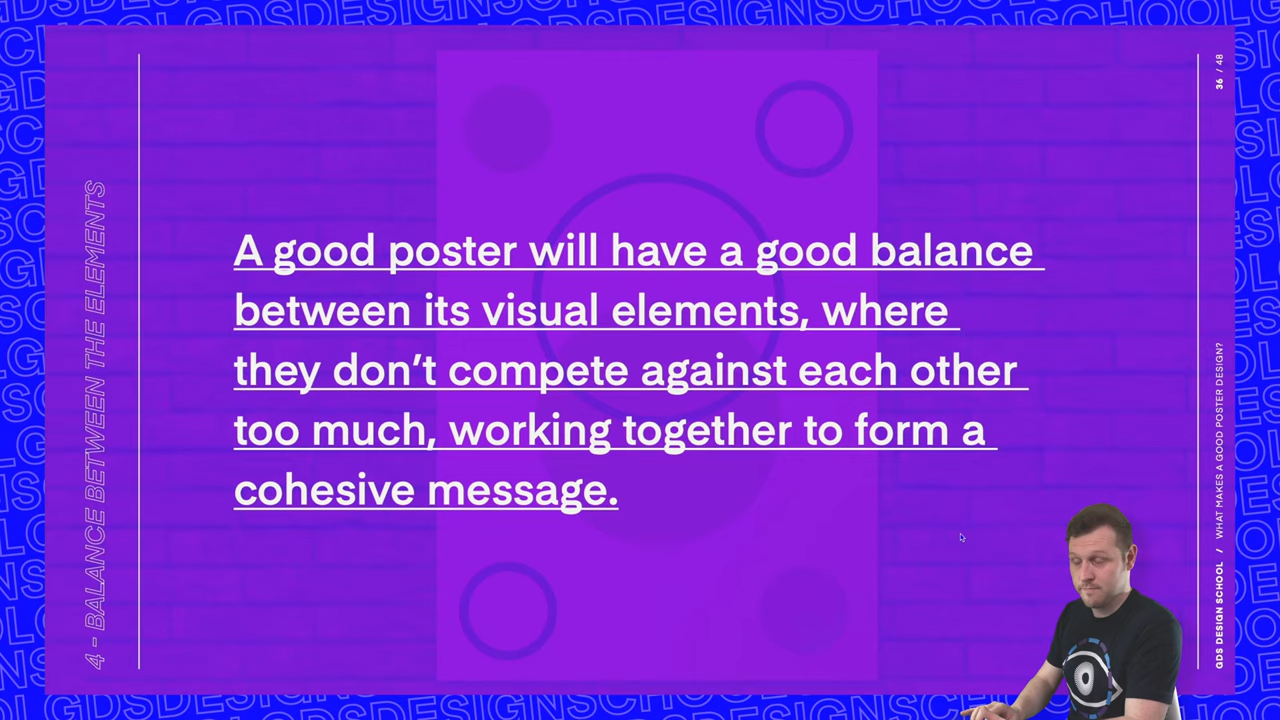 4 - BALANCE BETWEEN THE ELEMENTS
A good poster will have a good balance
between its visual elements, where
they don’t compete against each other
too much, working together to form a
cohesive message.
36 / 48
GDS DESIGN SCHOOL / WHAT MAKES A GOOD POSTER DESIGN?